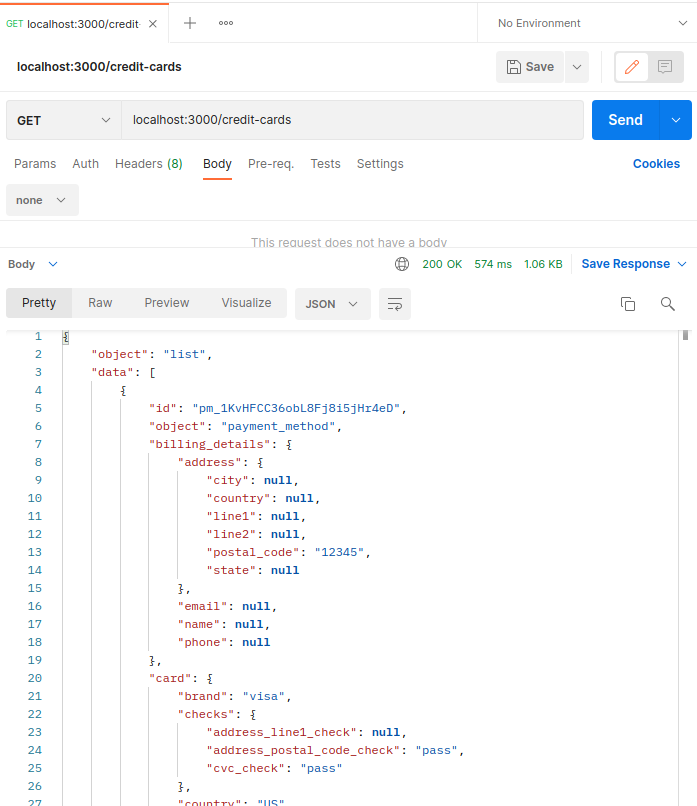 GET localhost:3000/credit
No Environment
localhost:3000/credit-cards
Save
GET localhost:3000/credit-cards
Send
Params Auth Headers (8) Body Pre-req. Tests Settings Cookies
none
This request does not have a body
Body 200 OK 574 ms 1.06 KB Save Response
Pretty Raw Preview Visualize JSON
1 {
2 "object": "list",
3 "data": [
4 {
5 "id": "pm_1KvHFCC36obL8Fj8i5jHr4eD",
6 "object": "payment_method",
7 "billing_details": {
8 "address": {
9 "city": null,
10 "country": null,
11 "line1": null,
12 "line2": null,
13 "postal_code": "12345",
14 "state": null
15 },
16 "email": null,
17 "name": null,
18 "phone": null
19 },
20 "card": {
21 "brand": "visa",
22 "checks": {
23 "address_line1_check": null,
24 "address_postal_code_check": "pass",
25 "cvc_check": "pass"
26 },
27 "country": "US"